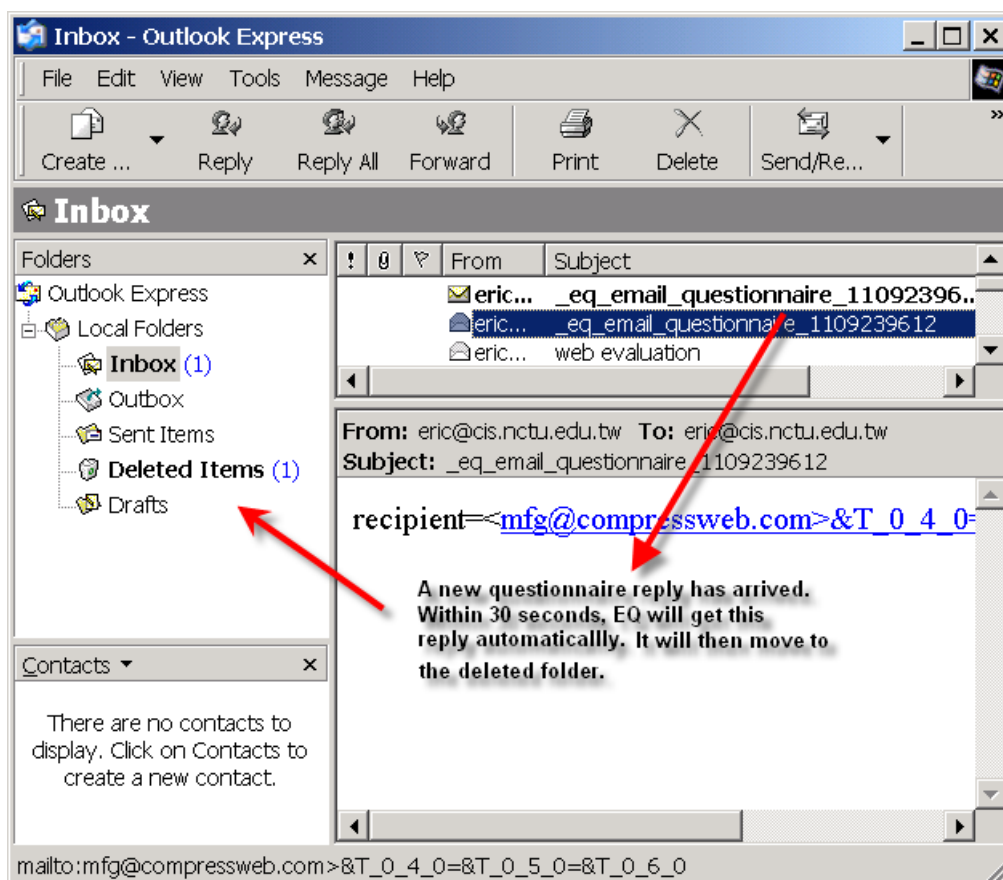 Inbox - Outlook Express
File Edit View Tools Message Help
Create ... Reply Reply All Forward Print Delete Send/Re... »
Inbox
Folders ×
Outlook Express
Local Folders
Inbox (1)
Outbox
Sent Items
Deleted Items (1)
Drafts
! From Subject
eric... _eq_email_questionnaire_11092396..
eric... _eq_email_questionnaire_1109239612
eric... web evaluation
From: eric@cis.nctu.edu.tw To: eric@cis.nctu.edu.tw
Subject: _eq_email_questionnaire_1109239612
recipient=<mfg@compressweb.com>&T_0_4_0=
A new questionnaire reply has arrived.
Within 30 seconds, EQ will get this
reply automaticallly. It will then move to
the deleted folder.
Contacts ×
There are no contacts to
display. Click on Contacts to
create a new contact.
mailto:mfg@compressweb.com>&T_0_4_0=&T_0_5_0=&T_0_6_0